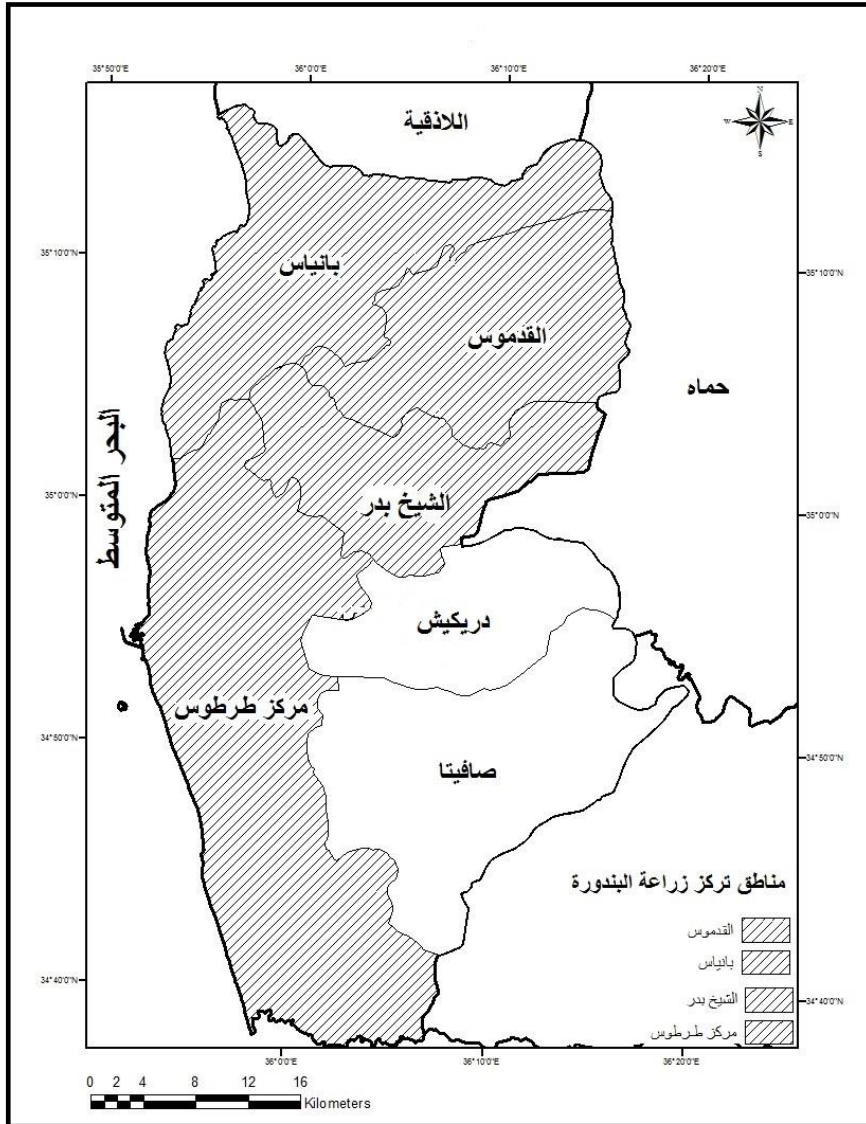 35°50'0"E 36°0'0"E 36°10'0"E 36°20'0"E
N
W E
S
اللاذقية
35°10'0"N
35°10'0"N
بانياس
القدموس
حماه
البحر المتوسط
35°0'0"N
35°0'0"N
الشيخ بدر
دريكيش
مركز طرطوس
34°50'0"N
34°50'0"N
صافيتا
مناطق تركز زراعة البندورة
القدموس
بانياس
الشيخ بدر
مركز طرطوس
34°40'0"N
34°40'0"N
36°0'0"E 36°10'0"E 36°20'0"E
0 2 4 8 12 16
Kilometers